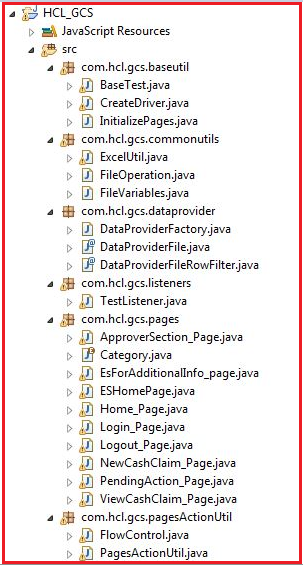 HCL_GCS
JavaScript Resources
src
com.hcl.gcs.baseutil
BaseTest.java
CreateDriver.java
InitializePages.java
com.hcl.gcs.commonutils
ExcelUtil.java
FileOperation.java
FileVariables.java
com.hcl.gcs.dataprovider
DataProviderFactory.java
DataProviderFile.java
DataProviderFileRowFilter.java
com.hcl.gcs.listeners
TestListener.java
com.hcl.gcs.pages
ApproverSection_Page.java
Category.java
EsForAdditionalInfo_page.java
ESHomePage.java
Home_Page.java
Login_Page.java
Logout_Page.java
NewCashClaim_Page.java
PendingAction_Page.java
ViewCashClaim_Page.java
com.hcl.gcs.pagesActionUtil
FlowControl.java
PagesActionUtil.java